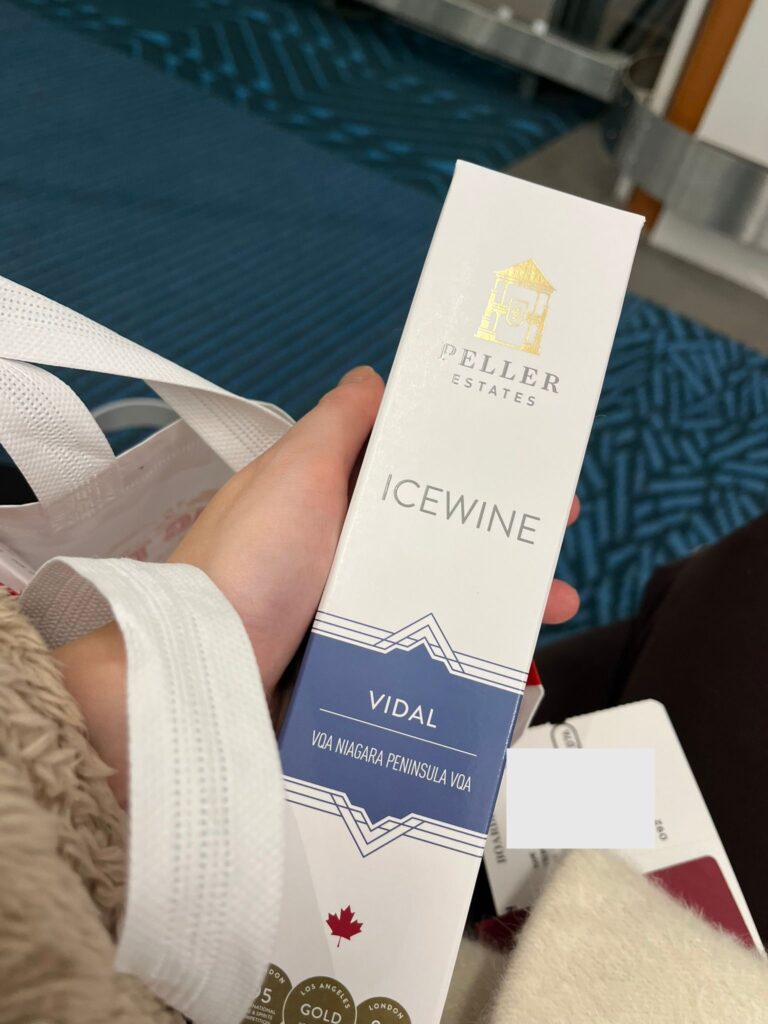 PELLER
ESTATES
ICEWINE
VIDAL
VQA NIAGARA PENINSULA VQA
LOS ANGELES
GOLD
LONDON